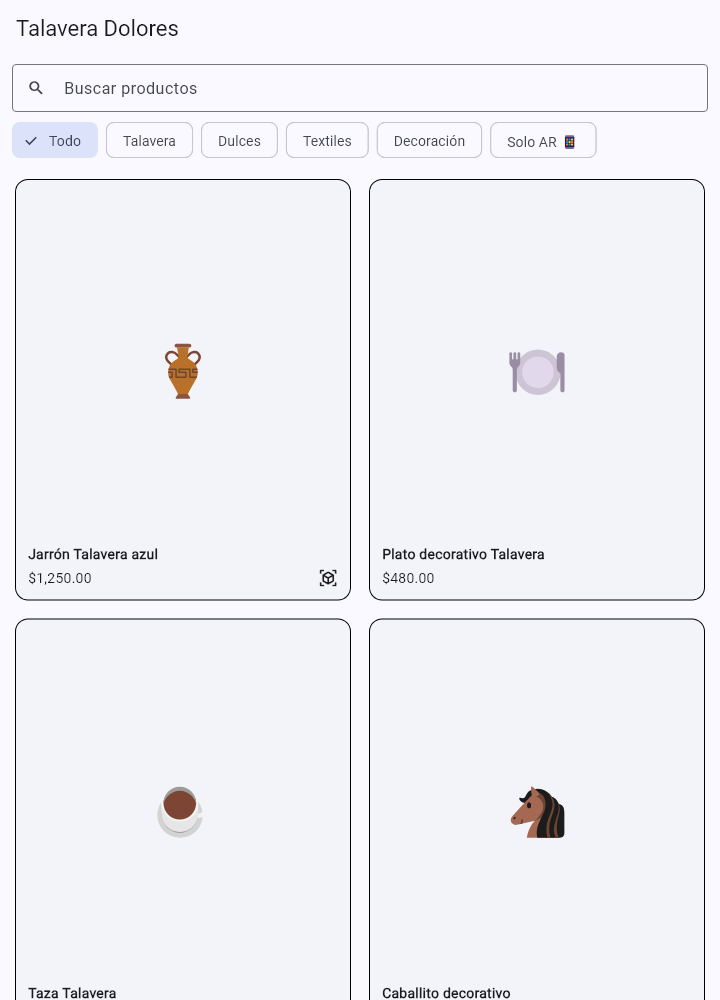 Talavera Dolores
Buscar productos
Todo
Talavera
Dulces
Textiles
Decoración
Solo AR 📱
Jarrón Talavera azul
$1,250.00
Plato decorativo Talavera
$480.00
Taza Talavera
Caballito decorativo